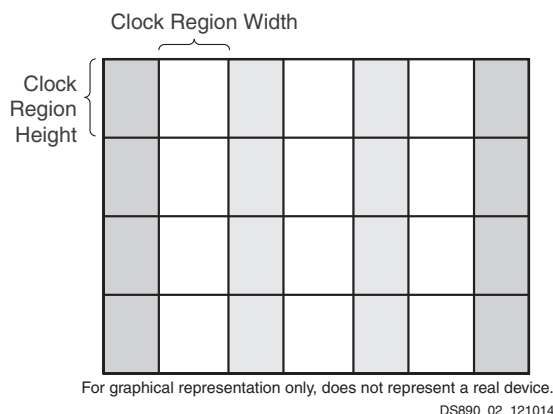 Clock Region Width
Clock
Region
Height
For graphical representation only, does not represent a real device.
DS890_02_121014